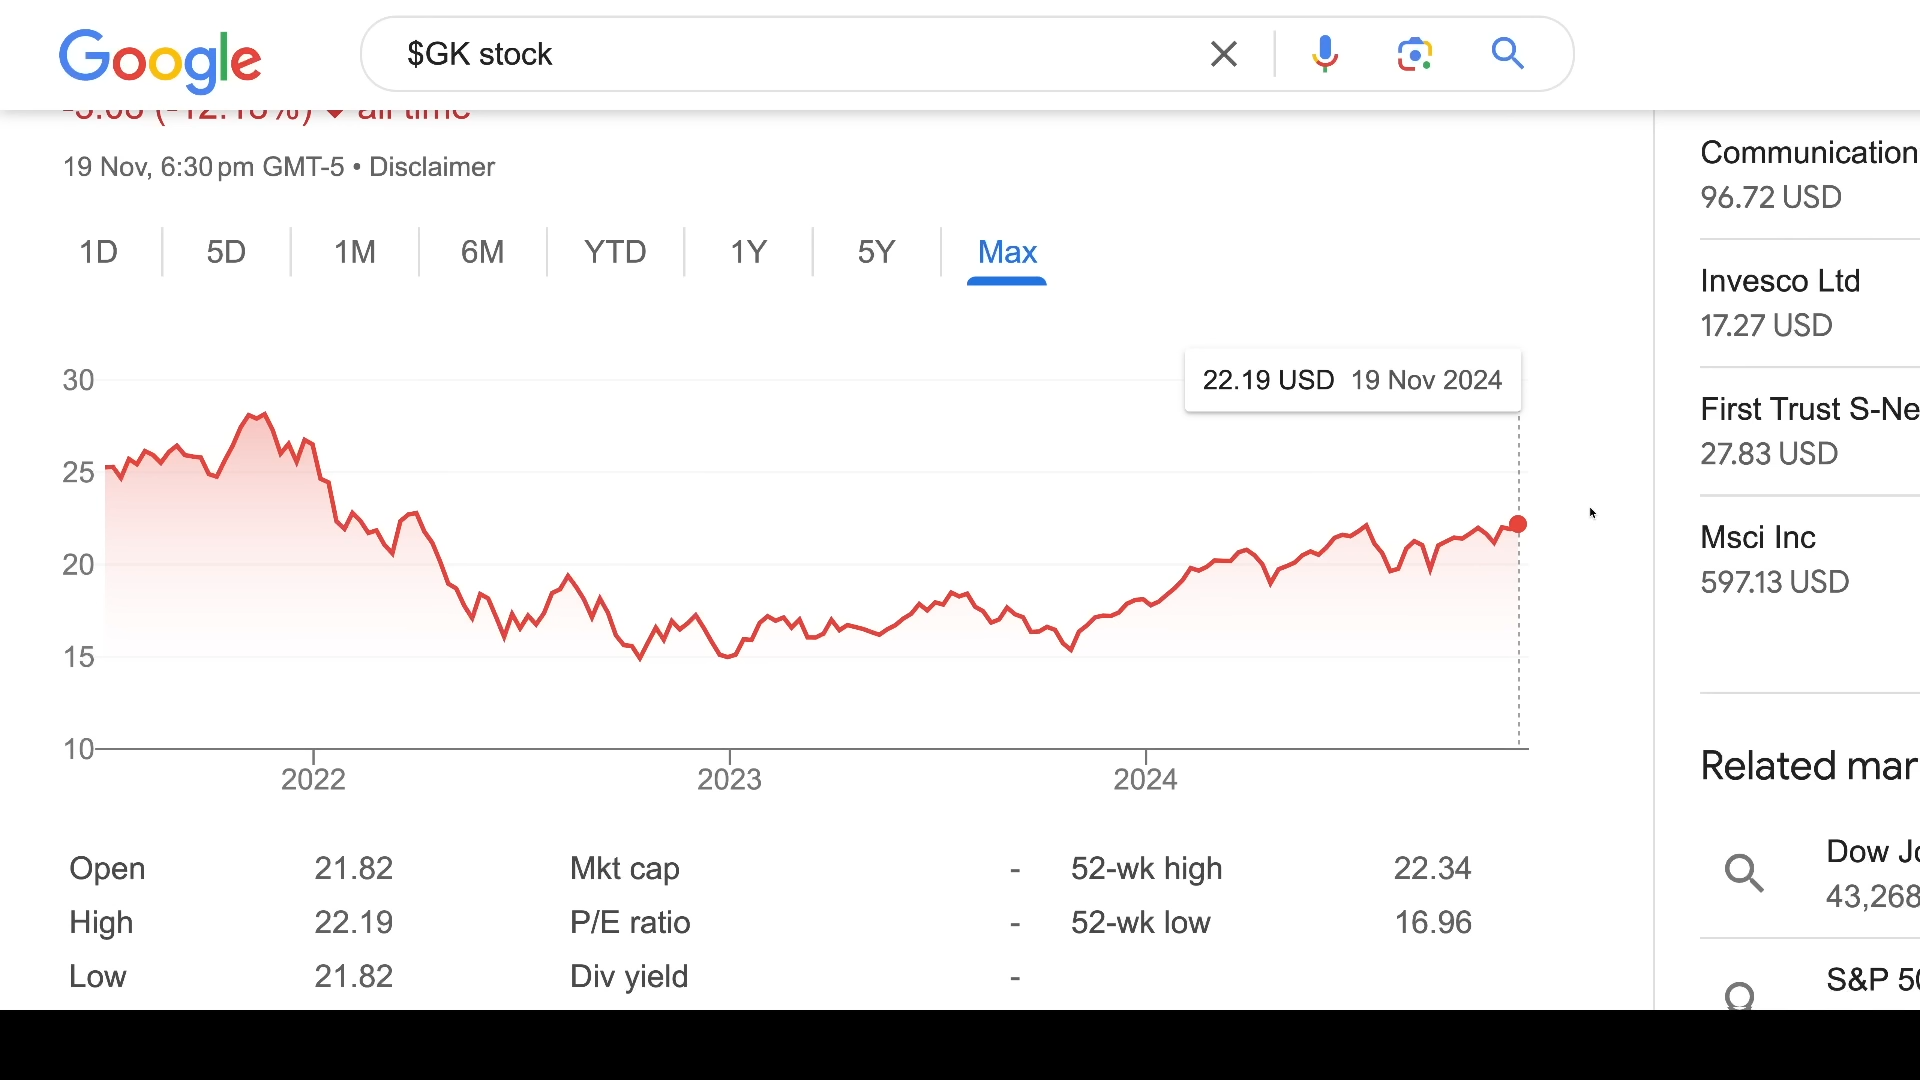 Google
$GK stock
all time
19 Nov, 6:30 pm GMT-5 • Disclaimer
1D
5D
1M
6M
YTD
1Y
5Y
Max
22.19 USD 19 Nov 2024
30
25
20
15
10
2022
2023
2024
Open 21.82
High 22.19
Low 21.82
Mkt cap -
P/E ratio -
Div yield -
52-wk high 22.34
52-wk low 16.96
Communication
96.72 USD
Invesco Ltd
17.27 USD
First Trust S-Ne
27.83 USD
Msci Inc
597.13 USD
Related mar
Dow Jo
43,268
S&P 50